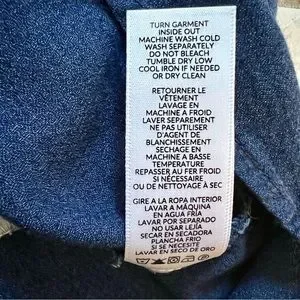 TURN GARMENT
INSIDE OUT
MACHINE WASH COLD
WASH SEPARATELY
DO NOT BLEACH
TUMBLE DRY LOW
COOL IRON IF NEEDED
OR DRY CLEAN
RETOURNER LE
VÊTEMENT
LAVAGE EN
MACHINE A FROID
LAVER SEPAREMENT
NE PAS UTILISER
D'AGENT DE
BLANCHISSEMENT
SECHAGE EN
MACHINE A BASSE
TEMPERATURE
REPASSER AU FER FROID
SI NÉCESSAIRE,
OU DE NETTOYAGE À SEC
GIRE A LA ROPA INTERIOR
LAVAR A MÁQUINA
EN AGUA FRÍA
LAVAR POR SEPARADO
NO USAR LEJÍA
SECAR EN SECADORA
PLANCHA FRIO
SI SE NECESITE
LAVAR EN SECO DE ORO